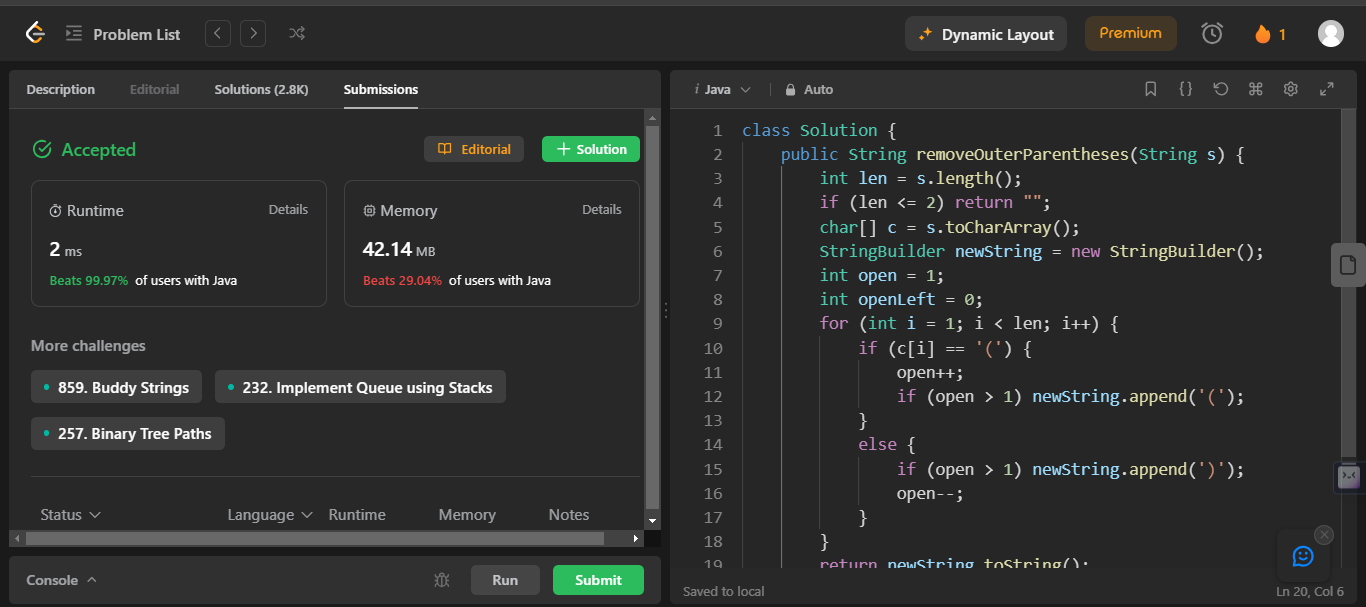 Problem List
Dynamic Layout
Premium
1
Description Editorial Solutions (2.8K) Submissions
Accepted
Editorial
Solution
Runtime Details
2 ms
Beats 99.97% of users with Java
Memory Details
42.14 MB
Beats 29.04% of users with Java
More challenges
859. Buddy Strings
232. Implement Queue using Stacks
257. Binary Tree Paths
Status Language Runtime Memory Notes
Console Run Submit
i Java Auto
1 class Solution {
2     public String removeOuterParentheses(String s) {
3         int len = s.length();
4         if (len <= 2) return "";
5         char[] c = s.toCharArray();
6         StringBuilder newString = new StringBuilder();
7         int open = 1;
8         int openLeft = 0;
9         for (int i = 1; i < len; i++) {
10             if (c[i] == '(') {
11                 open++;
12                 if (open > 1) newString.append('(');
13             }
14             else {
15                 if (open > 1) newString.append(')');
16                 open--;
17             }
18         }
19         return newString.toString();
Saved to local
Ln 20, Col 6